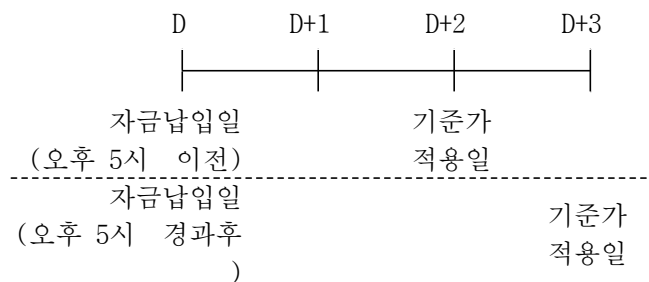 D D+1 D+2 D+3
자금납입일 기준가
(오후 5시 이전) 적용일
자금납입일
(오후 5시 경과후
)
기준가
적용일